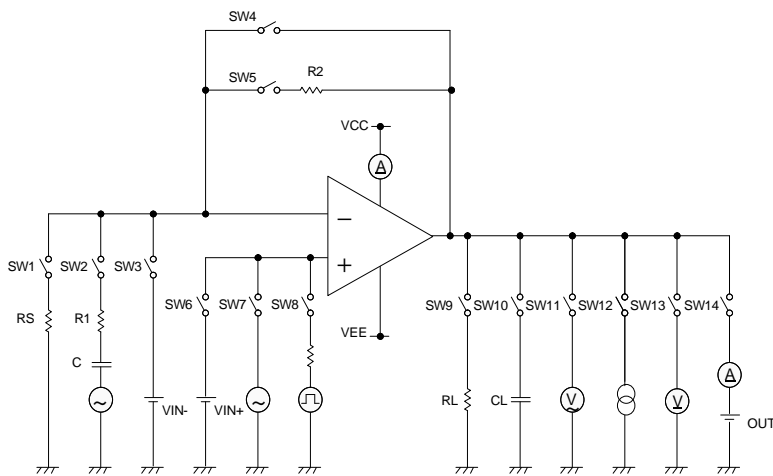 SW4
SW5 R2
VCC
A
SW1 SW2 SW3
−
+
SW6 SW7 SW8
SW9 SW10 SW11 SW12 SW13 SW14
RS R1
VEE
C
A
VIN- VIN+
RL CL V V
OUT